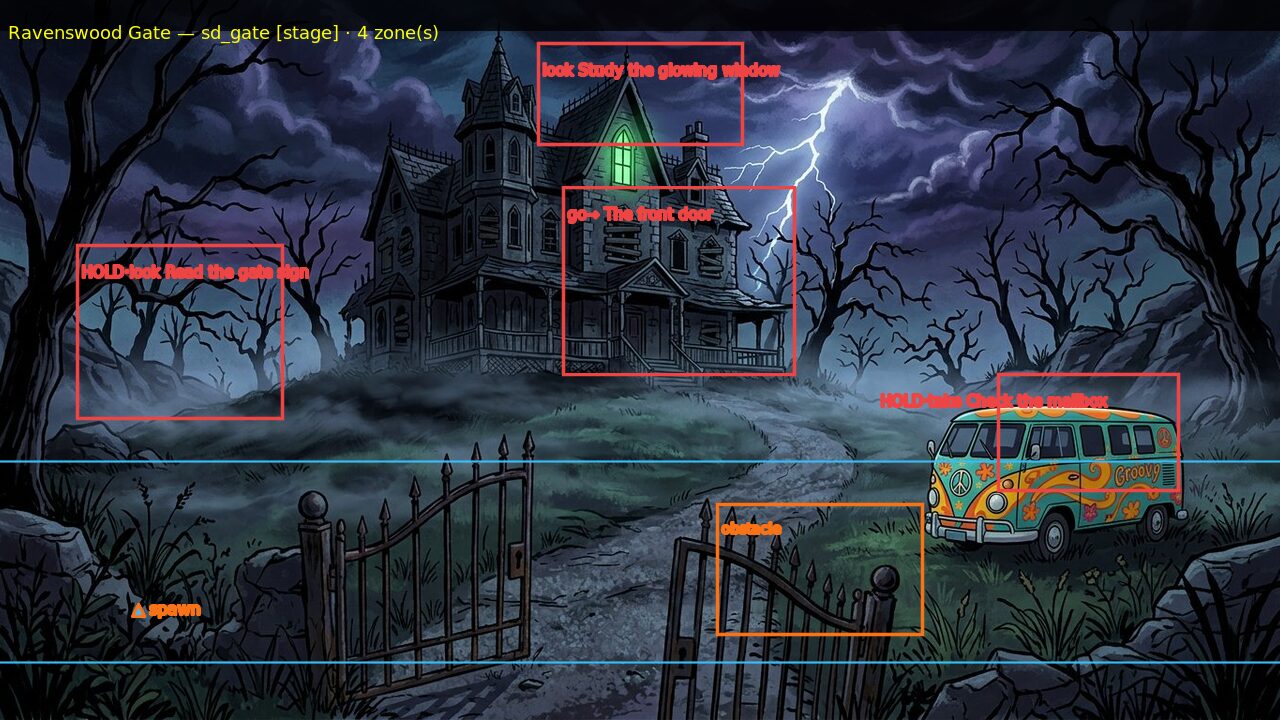 Ravenswood Gate — sd_gate [stage] · 4 zone(s)
look Study the glowing window
go→ The front door
HOLD·look Read the gate sign
HOLD·take Check the mailbox
Groovy
obstacle
spawn